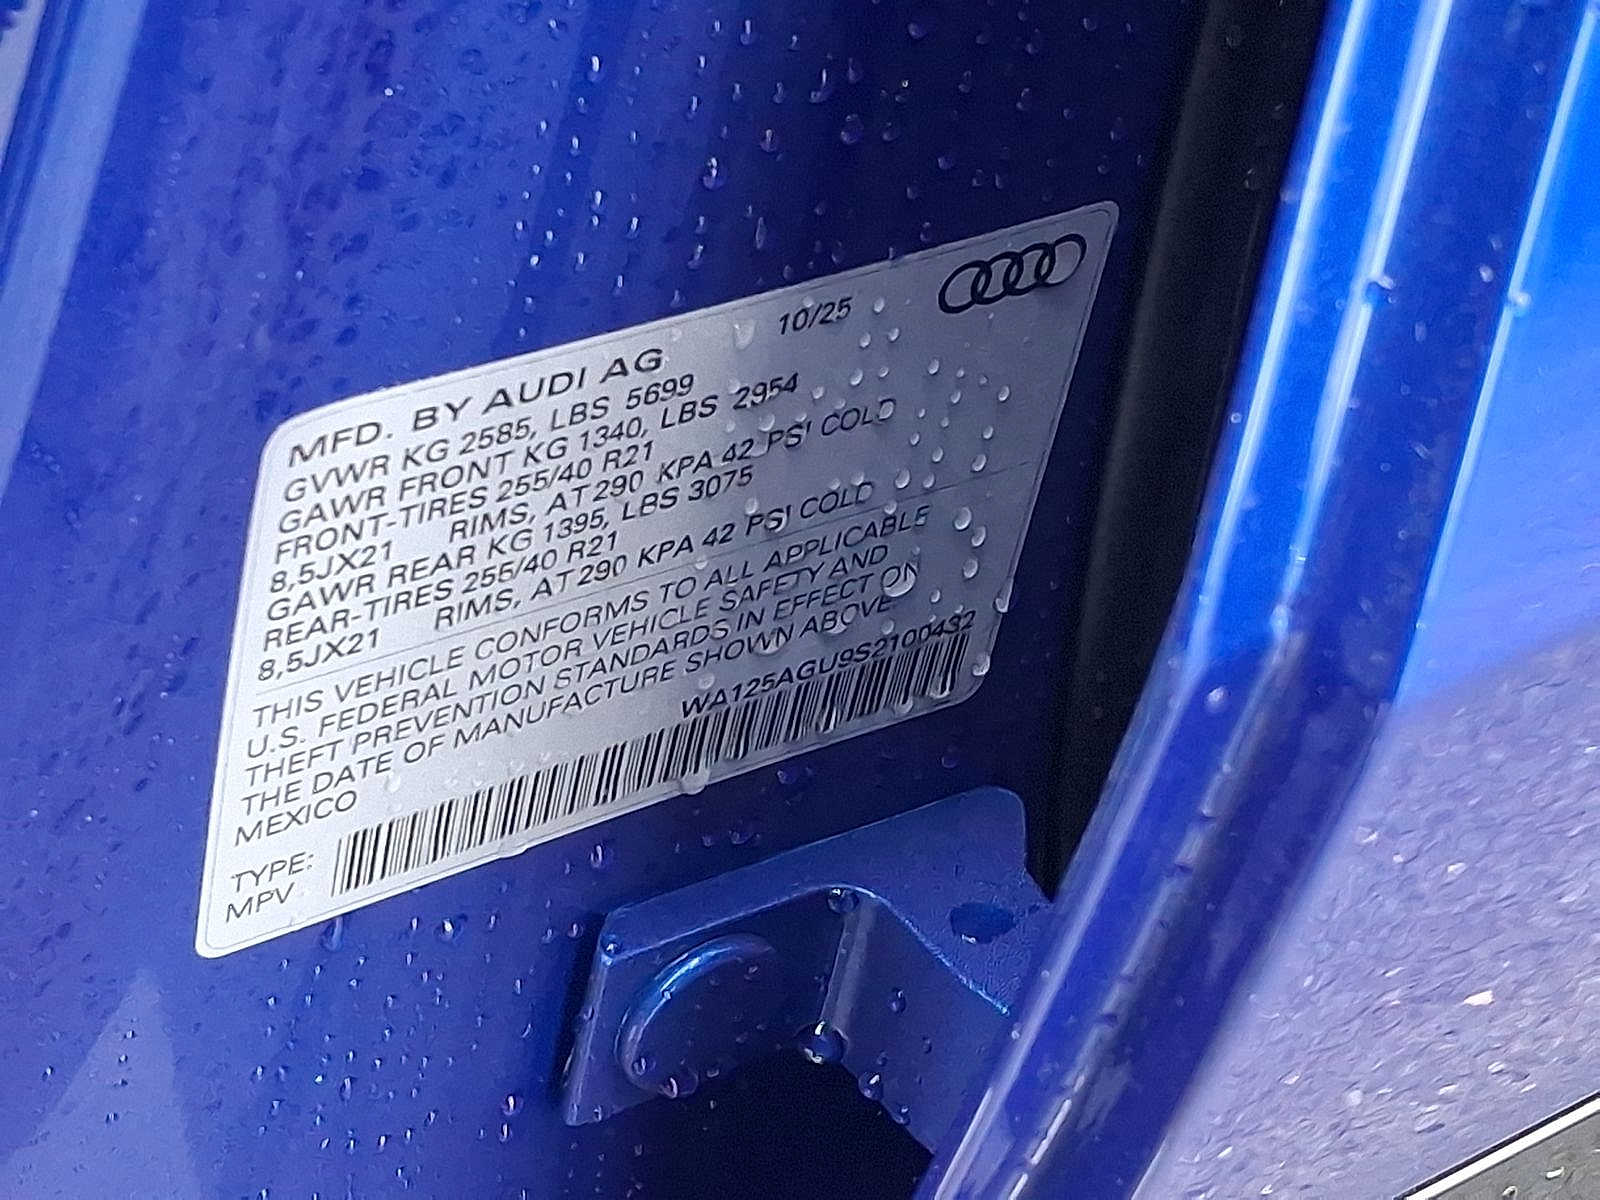 10/25
MFD. BY AUDI AG
GVWR KG 2585, LBS 5699
GAWR FRONT KG 1340, LBS 2954
FRONT-TIRES 255/40 R21
8,5JX21 RIMS, AT 290 KPA 42 PSI COLD
GAWR REAR KG 1395, LBS 3075
REAR-TIRES 255/40 R21
8,5JX21 RIMS, AT 290 KPA 42 PSI COLD
THIS VEHICLE CONFORMS TO ALL APPLICABLE
U.S. FEDERAL MOTOR VEHICLE SAFETY AND
THEFT PREVENTION STANDARDS IN EFFECT ON
THE DATE OF MANUFACTURE SHOWN ABOVE.
MEXICO
WA125AGU9S2100432
TYPE:
MPV